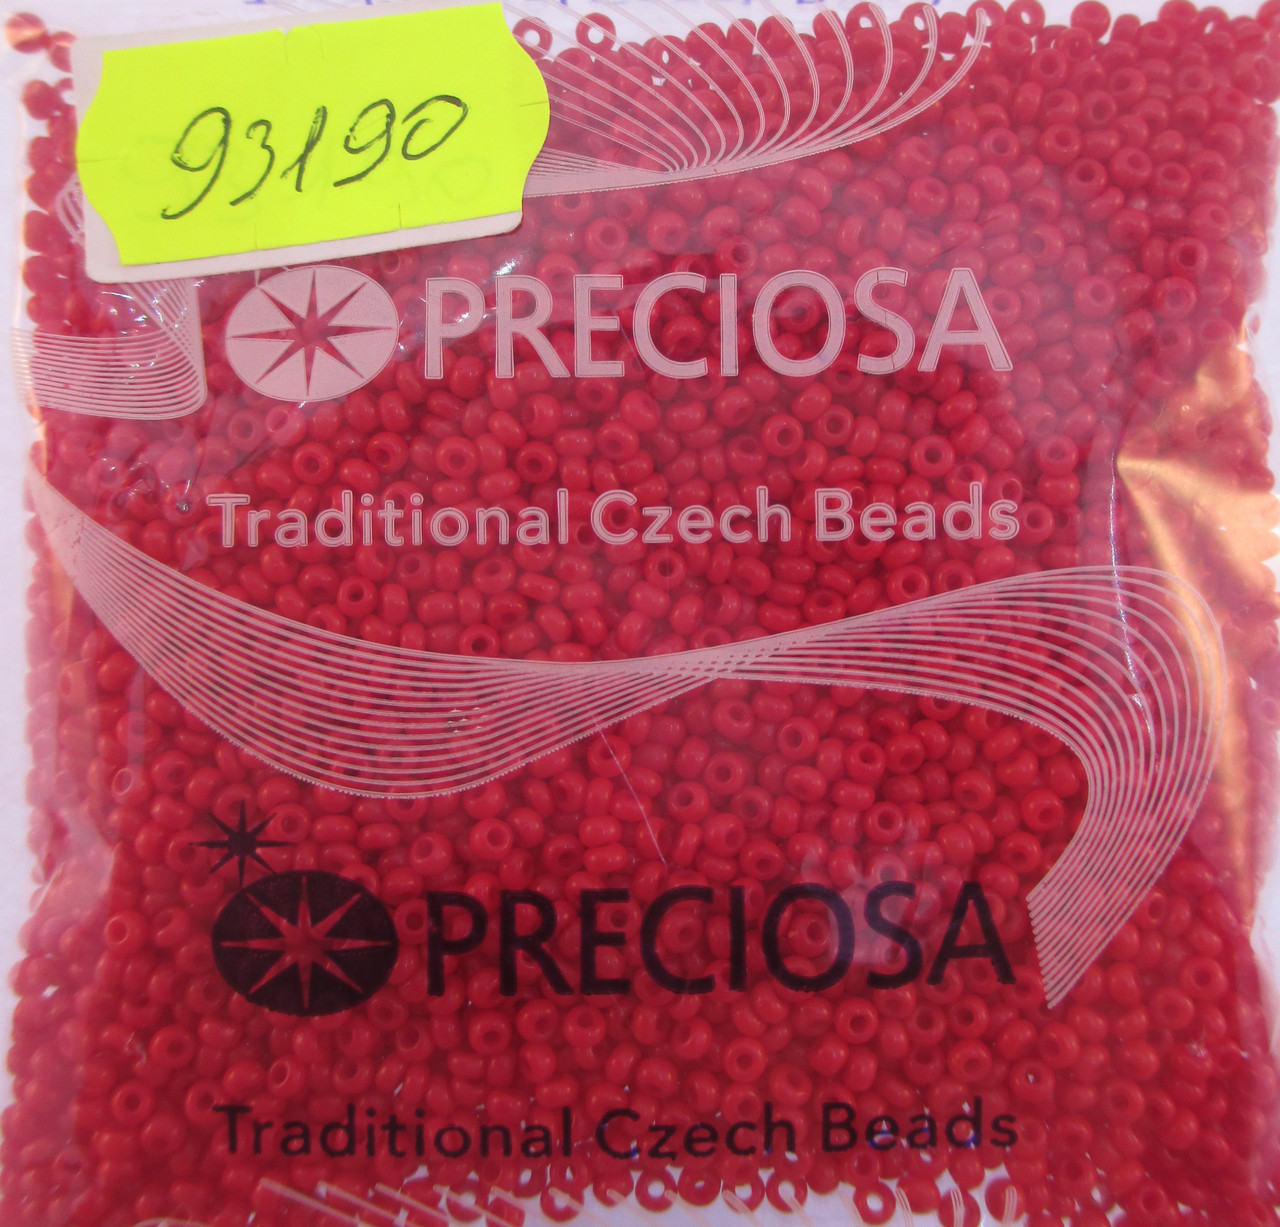 93190
PRECIOSA
Traditional Czech Beads
PRECIOSA
Traditional Czech Beads